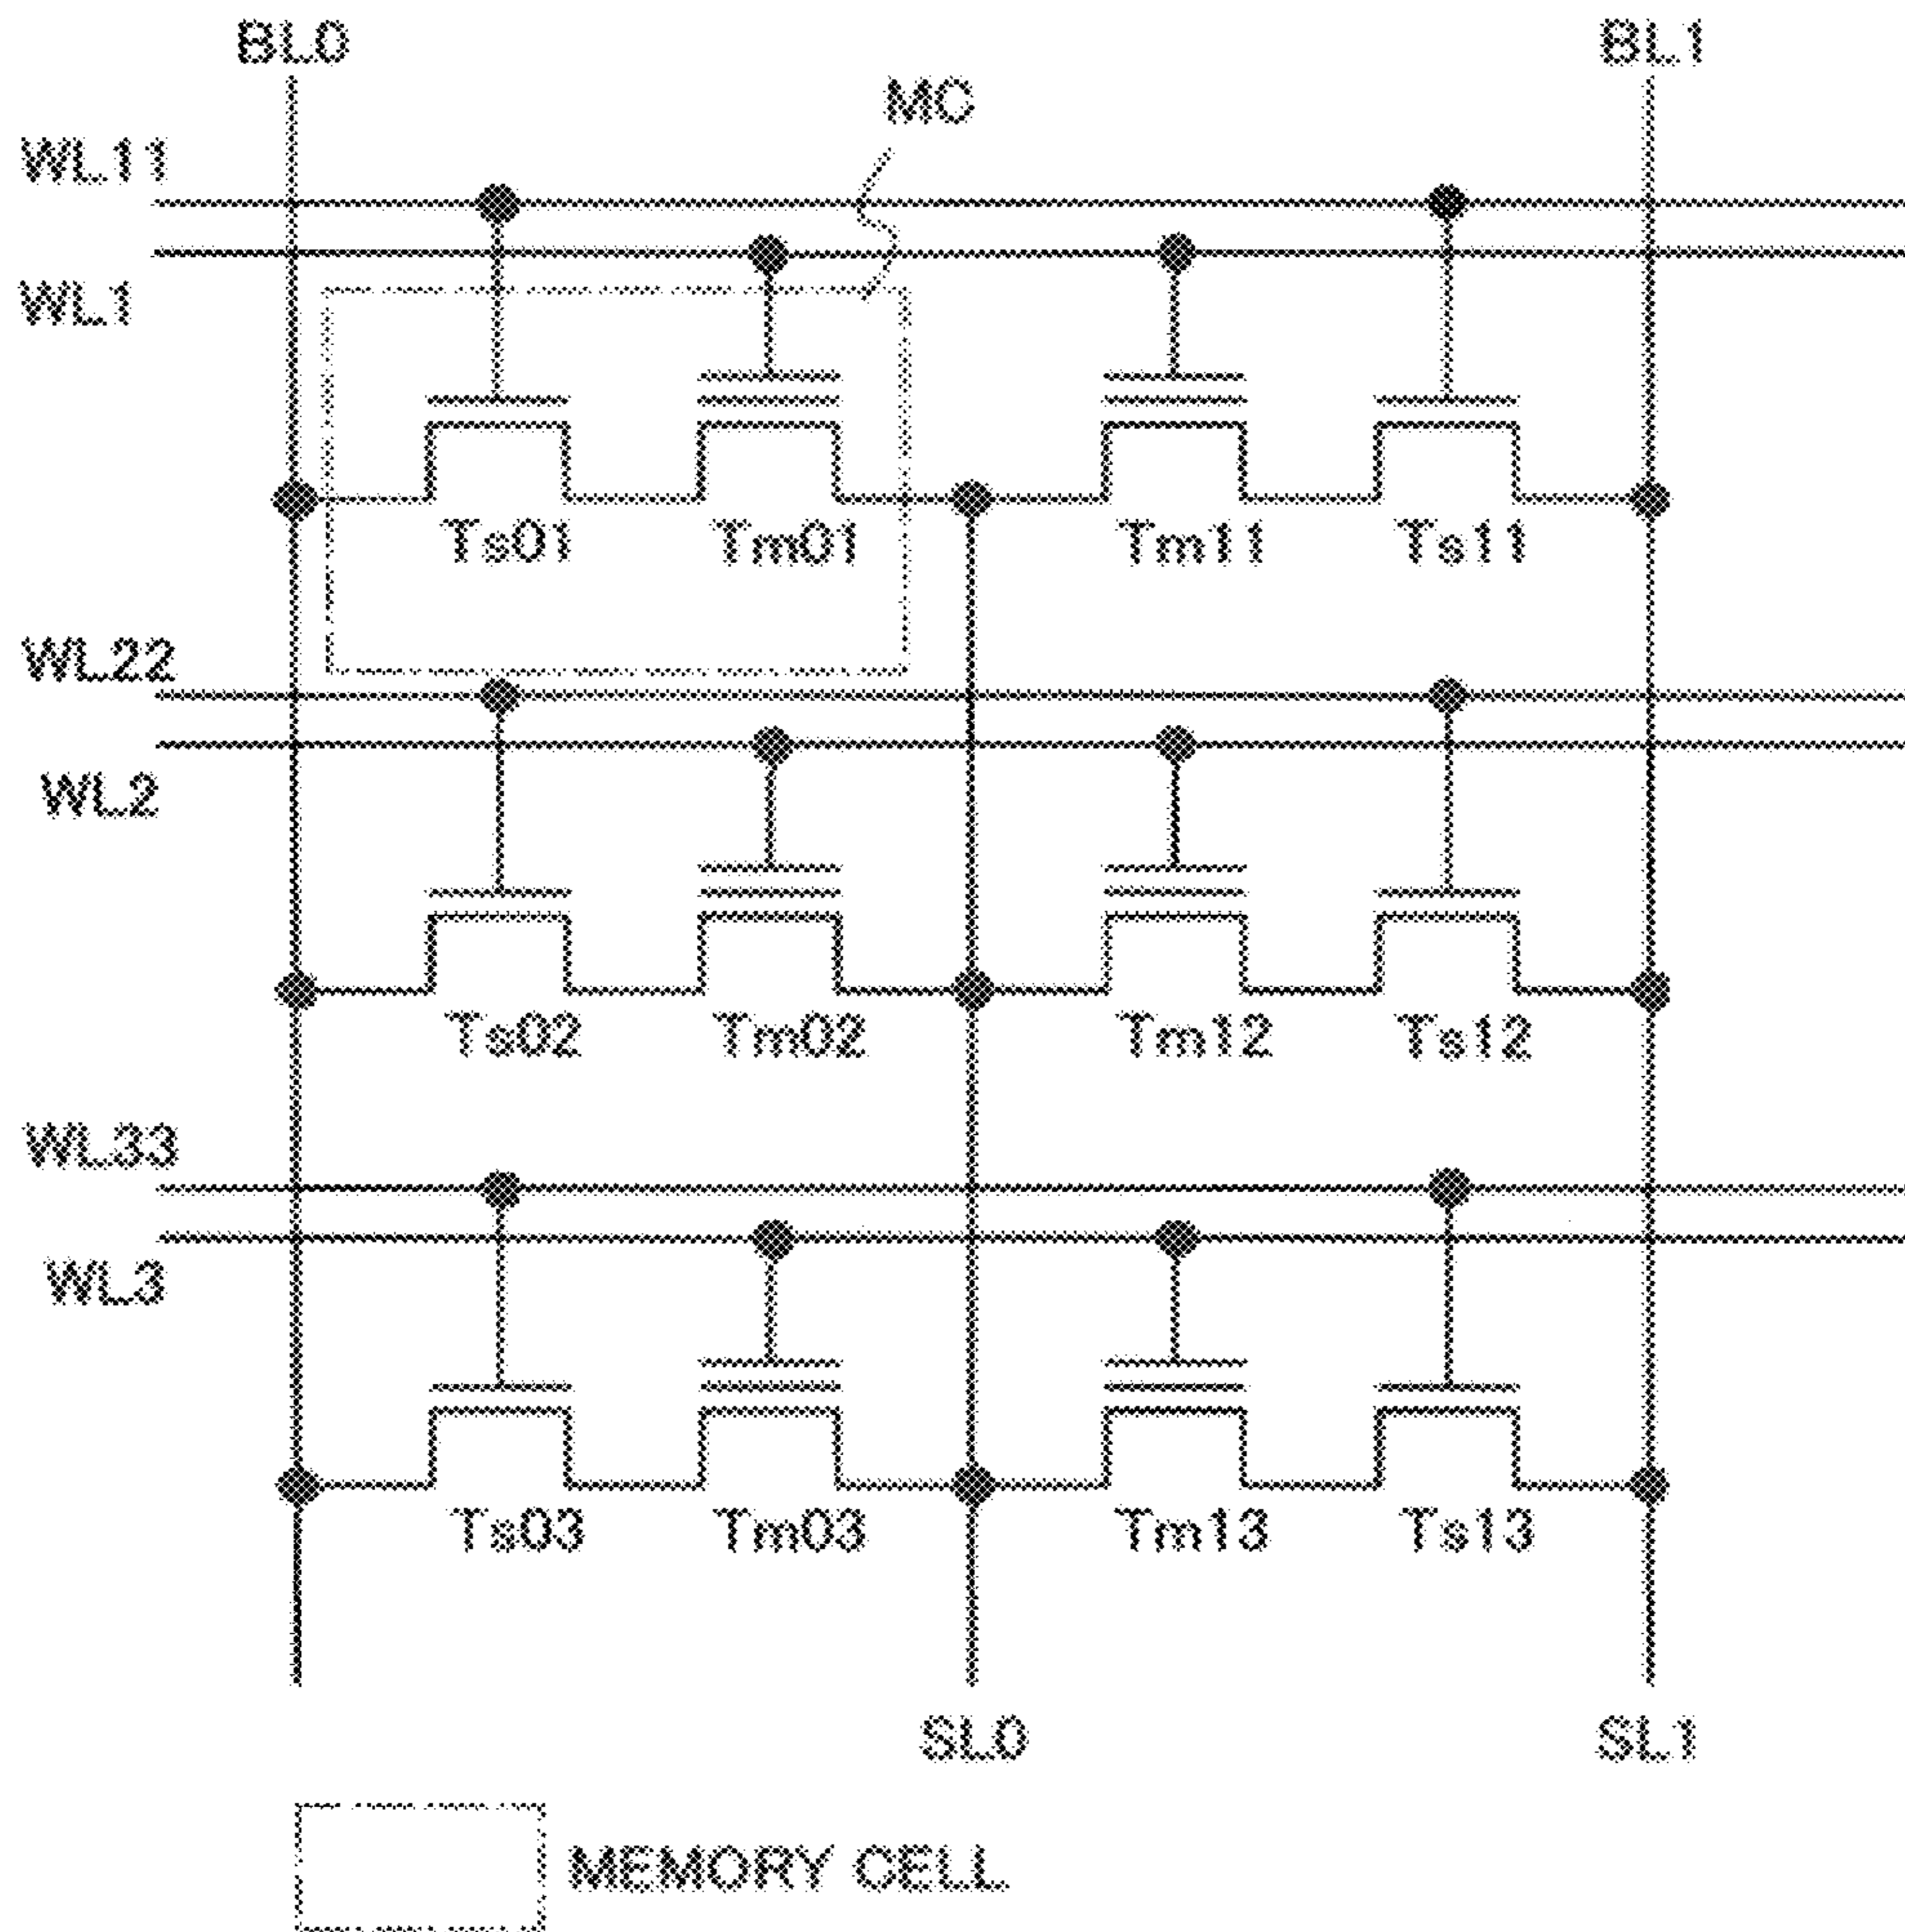 BL0
BL1
MC
WL11
WL1
Ts01
Tm01
Tm11
Ts11
WL22
WL2
Ts02
Tm02
Tm12
Ts12
WL33
WL3
Ts03
Tm03
Tm13
Ts13
SL0
SL1
MEMORY CELL